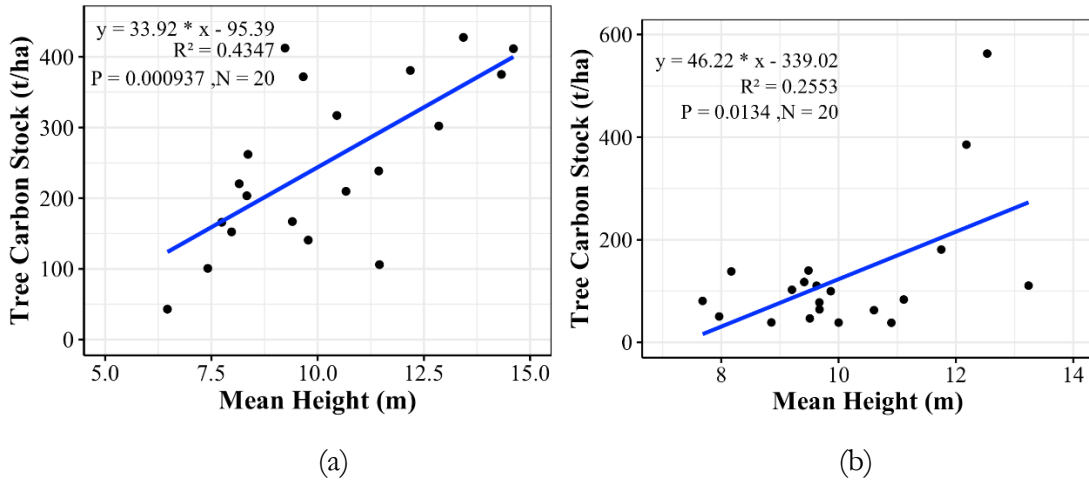 y = 33.92 * x - 95.39
R² = 0.4347
P = 0.000937 ,N = 20
400
300
200
100
0
Tree Carbon Stock (t/ha)
5.0 7.5 10.0 12.5 15.0
Mean Height (m)
(a)
y = 46.22 * x - 339.02
R² = 0.2553
P = 0.0134 ,N = 20
600
400
200
0
Tree Carbon Stock (t/ha)
8 10 12 14
Mean Height (m)
(b)